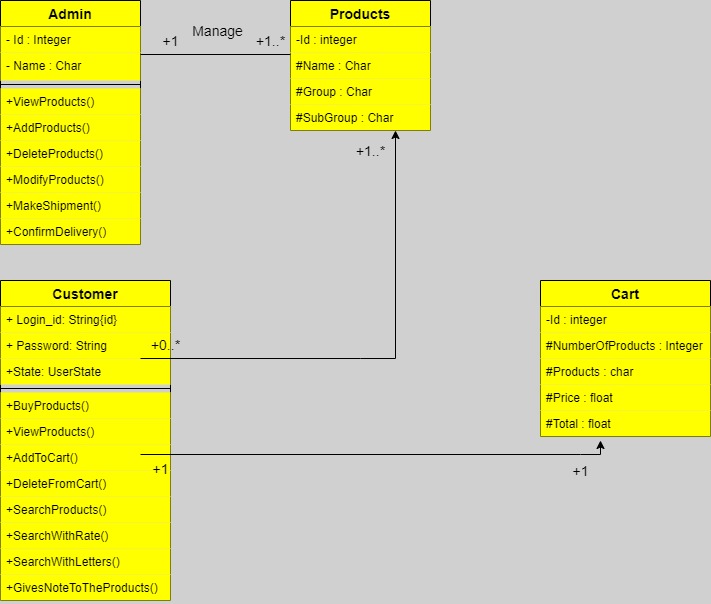 Admin
- Id : Integer
- Name : Char
+ViewProducts()
+AddProducts()
+DeleteProducts()
+ModifyProducts()
+MakeShipment()
+ConfirmDelivery()
+1
Manage
+1..*
Products
-Id : integer
#Name : Char
#Group : Char
#SubGroup : Char
+1..*
Customer
+ Login_id: String{id}
+ Password: String
+State: UserState
+BuyProducts()
+ViewProducts()
+AddToCart()
+DeleteFromCart()
+SearchProducts()
+SearchWithRate()
+SearchWithLetters()
+GivesNoteToTheProducts()
+0..*
+1
+1
Cart
-Id : integer
#NumberOfProducts : Integer
#Products : char
#Price : float
#Total : float